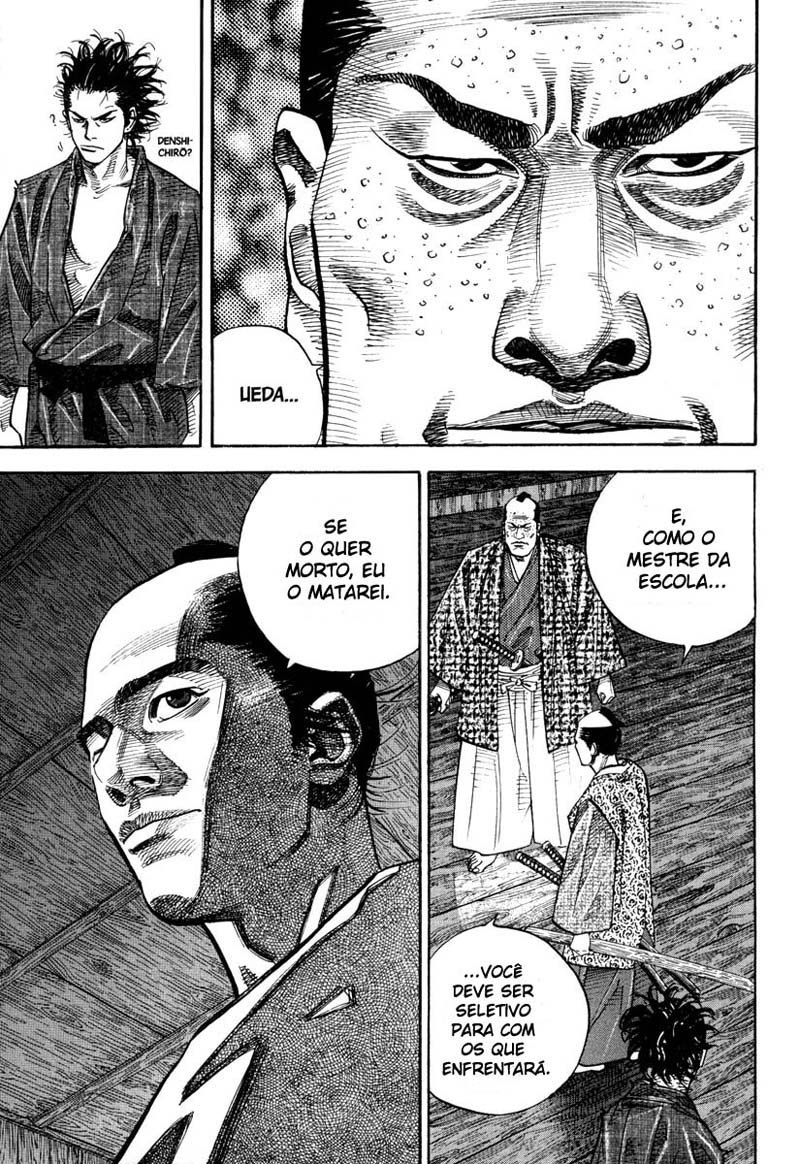 UEDA...
DENSHI-
CHIRŌ?
E,
COMO O
MESTRE DA
ESCOLA...
...VOCÊ
DEVE SER
SELETIVO
PARA COM
OS QUE
ENFRENTARÁ.
SE
O QUER
MORTO, EU
O MATAREI.